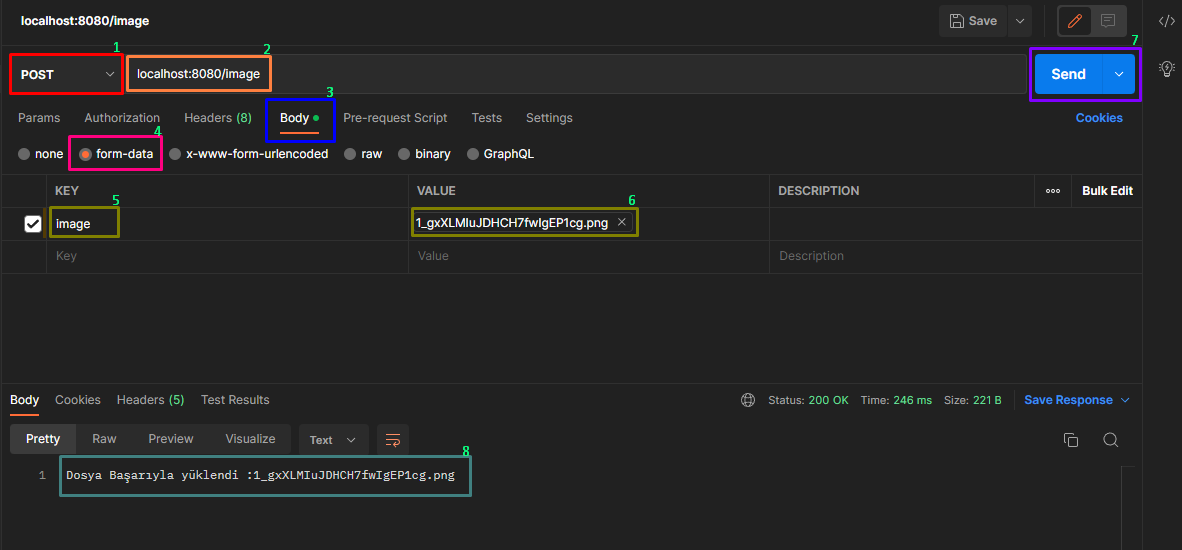 localhost:8080/image
Save
1
2
7
POST
localhost:8080/image
Send
3
Params
Authorization
Headers (8)
Body
Pre-request Script
Tests
Settings
Cookies
4
none
form-data
x-www-form-urlencoded
raw
binary
GraphQL
KEY
VALUE
DESCRIPTION
Bulk Edit
5
6
image
1_gxXLMIuJDHCH7fwIgEP1cg.png
Key
Value
Description
Body
Cookies
Headers (5)
Test Results
Status: 200 OK
Time: 246 ms
Size: 221 B
Save Response
Pretty
Raw
Preview
Visualize
Text
8
1
Dosya Başarıyla yüklendi :1_gxXLMIuJDHCH7fwIgEP1cg.png